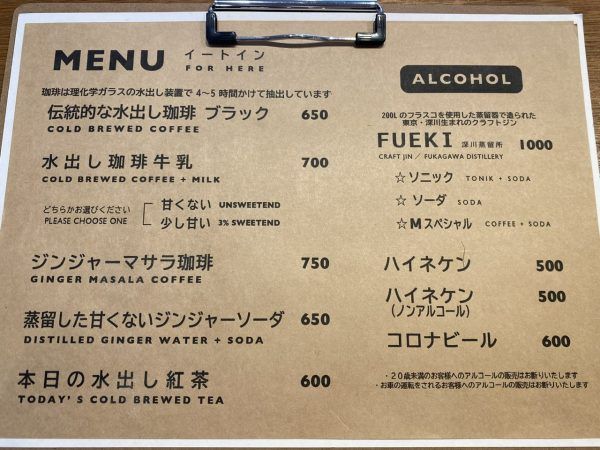 MENU イートイン
FOR HERE
珈琲は理化学ガラスの水出し装置で 4~5 時間かけて抽出しています
伝統的な水出し珈琲 ブラック 650
COLD BREWED COFFEE
水出し珈琲牛乳 700
COLD BREWED COFFEE + MILK
どちらかお選びください
PLEASE CHOOSE ONE
甘くない UNSWEETEND
少し甘い 3% SWEETEND
ジンジャーマサラ珈琲 750
GINGER MASALA COFFEE
蒸留した甘くないジンジャーソーダ 650
DISTILLED GINGER WATER + SODA
本日の水出し紅茶 600
TODAY'S COLD BREWED TEA
ALCOHOL
200Lのフラスコを使用した蒸留器で造られた
東京・深川生まれのクラフトジン
FUEKI 深川蒸留所 1000
CRAFT JIN / FUKAGAWA DISTILLERY
☆ソニック TONIK + SODA
☆ ソーダ SODA
☆Mスペシャル COFFEE + SODA
ハイネケン 500
ハイネケン 500
(ノンアルコール)
コロナビール 600
・20歳未満のお客様へのアルコールの販売はお断りいたします
・お車の運転をされるお客様へのアルコールの販売はお断りいたします